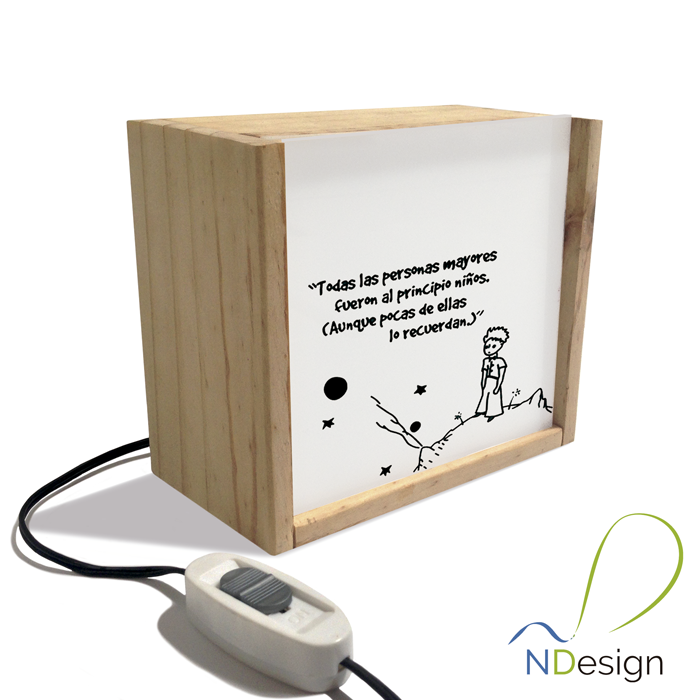 “Todas las personas mayores
fueron al principio niños.
(Aunque pocas de ellas
lo recuerdan.)”
NDesign